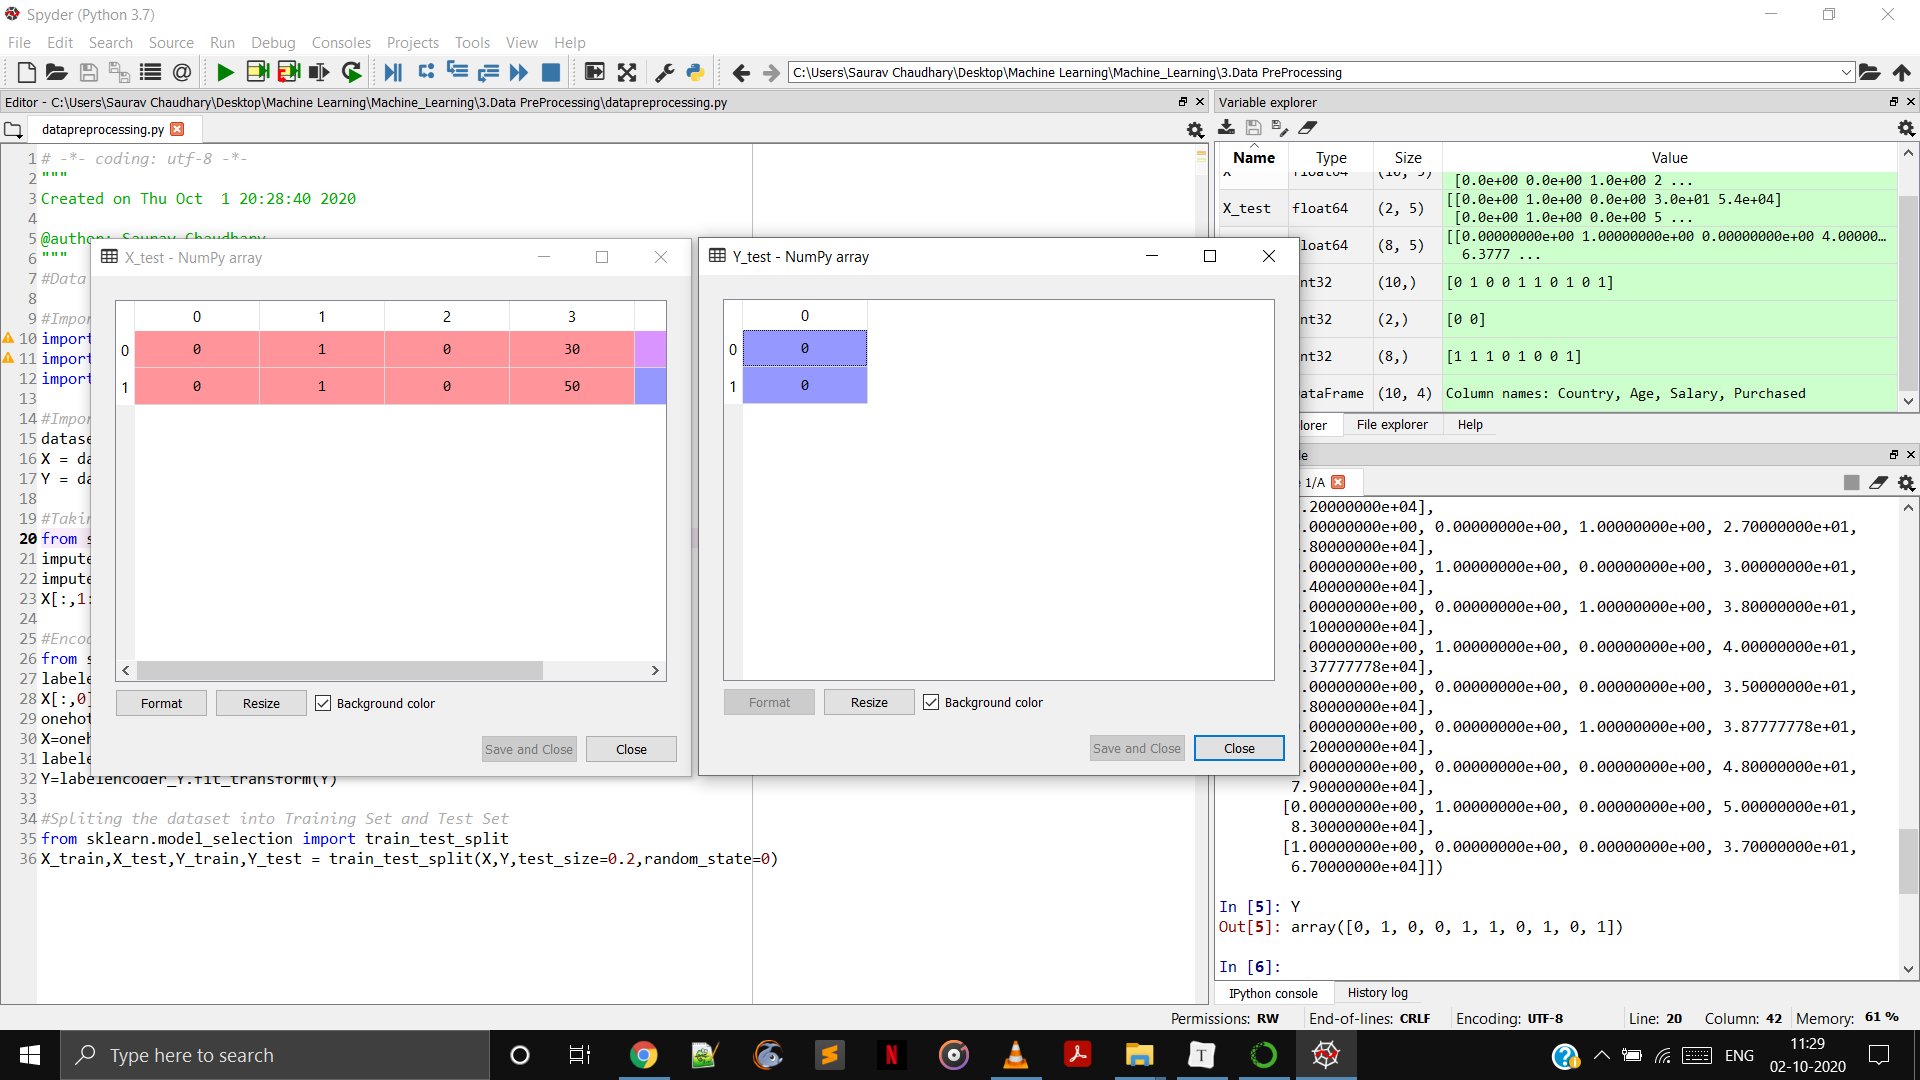 Spyder (Python 3.7)
File Edit Search Source Run Debug Consoles Projects Tools View Help
C:\Users\Saurav Chaudhary\Desktop\Machine Learning\Machine_Learning\3.Data PreProcessing
Editor - C:\Users\Saurav Chaudhary\Desktop\Machine Learning\Machine_Learning\3.Data PreProcessing\datapreprocessing.py
datapreprocessing.py
1 # -*- coding: utf-8 -*-
2 """
3 Created on Thu Oct  1 20:28:40 2020
4
5 @author: Saurav Chaudhary
6 """
7 #Data
8
9 #Impor
10 import
11 import
12 import
13
14 #Impor
15 datase
16 X = da
17 Y = da
18
19 #Takin
20 from s
21 impute
22 impute
23 X[:,1:
24
25 #Encod
26 from s
27 labele
28 X[:,0]
29 onehot
30 X=oneh
31 labele
32 Y=labelencoder_Y.fit_transform(Y)
33
34 #Spliting the dataset into Training Set and Test Set
35 from sklearn.model_selection import train_test_split
36 X_train,X_test,Y_train,Y_test = train_test_split(X,Y,test_size=0.2,random_state=0)
X_test - NumPy array
0 1 2 3
0 0 1 0 30
1 0 1 0 50
Format Resize Background color
Save and Close Close
Y_test - NumPy array
0
0 0
1 0
Format Resize Background color
Save and Close Close
Variable explorer
Name Type Size Value
X float64 (10, 5) [0.0e+00 0.0e+00 1.0e+00 2 ...
X_test float64 (2, 5) [[0.0e+00 1.0e+00 0.0e+00 3.0e+01 5.4e+04]
[0.0e+00 1.0e+00 0.0e+00 5 ...
loat64 (8, 5) [[0.00000000e+00 1.00000000e+00 0.00000000e+00 4.00000…
6.3777 ...
nt32 (10,) [0 1 0 0 1 1 0 1 0 1]
nt32 (2,) [0 0]
nt32 (8,) [1 1 1 0 1 0 0 1]
ataFrame (10, 4) Column names: Country, Age, Salary, Purchased
lorer File explorer Help
le
1/A
.20000000e+04],
.00000000e+00, 0.00000000e+00, 1.00000000e+00, 2.70000000e+01,
.80000000e+04],
.00000000e+00, 1.00000000e+00, 0.00000000e+00, 3.00000000e+01,
.40000000e+04],
.00000000e+00, 0.00000000e+00, 1.00000000e+00, 3.80000000e+01,
.10000000e+04],
.00000000e+00, 1.00000000e+00, 0.00000000e+00, 4.00000000e+01,
.37777778e+04],
.00000000e+00, 0.00000000e+00, 0.00000000e+00, 3.50000000e+01,
.80000000e+04],
.00000000e+00, 0.00000000e+00, 1.00000000e+00, 3.87777778e+01,
.20000000e+04],
.00000000e+00, 0.00000000e+00, 0.00000000e+00, 4.80000000e+01,
7.90000000e+04],
[0.00000000e+00, 1.00000000e+00, 0.00000000e+00, 5.00000000e+01,
8.30000000e+04],
[1.00000000e+00, 0.00000000e+00, 0.00000000e+00, 3.70000000e+01,
6.70000000e+04]])
In [5]: Y
Out[5]: array([0, 1, 0, 0, 1, 1, 0, 1, 0, 1])
In [6]:
IPython console History log
Permissions: RW End-of-lines: CRLF Encoding: UTF-8 Line: 20 Column: 42 Memory: 61 %
Type here to search
ENG
11:29
02-10-2020